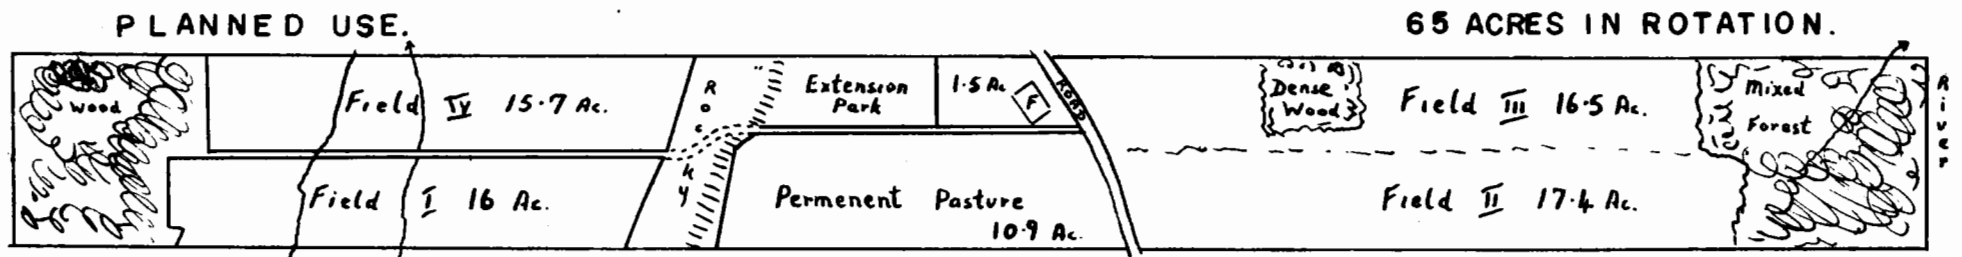 PLANNED USE.
65 ACRES IN ROTATION.
Wood
Field IV 15.7 Ac.
Rocky
Extension
Park
1.5 Ac
F
ROAD
Dense
Wood
Field III 16.5 Ac.
Mixed
Forest
River
Field I 16 Ac.
Permenent Pasture
10.9 Ac.
Field II 17.4 Ac.